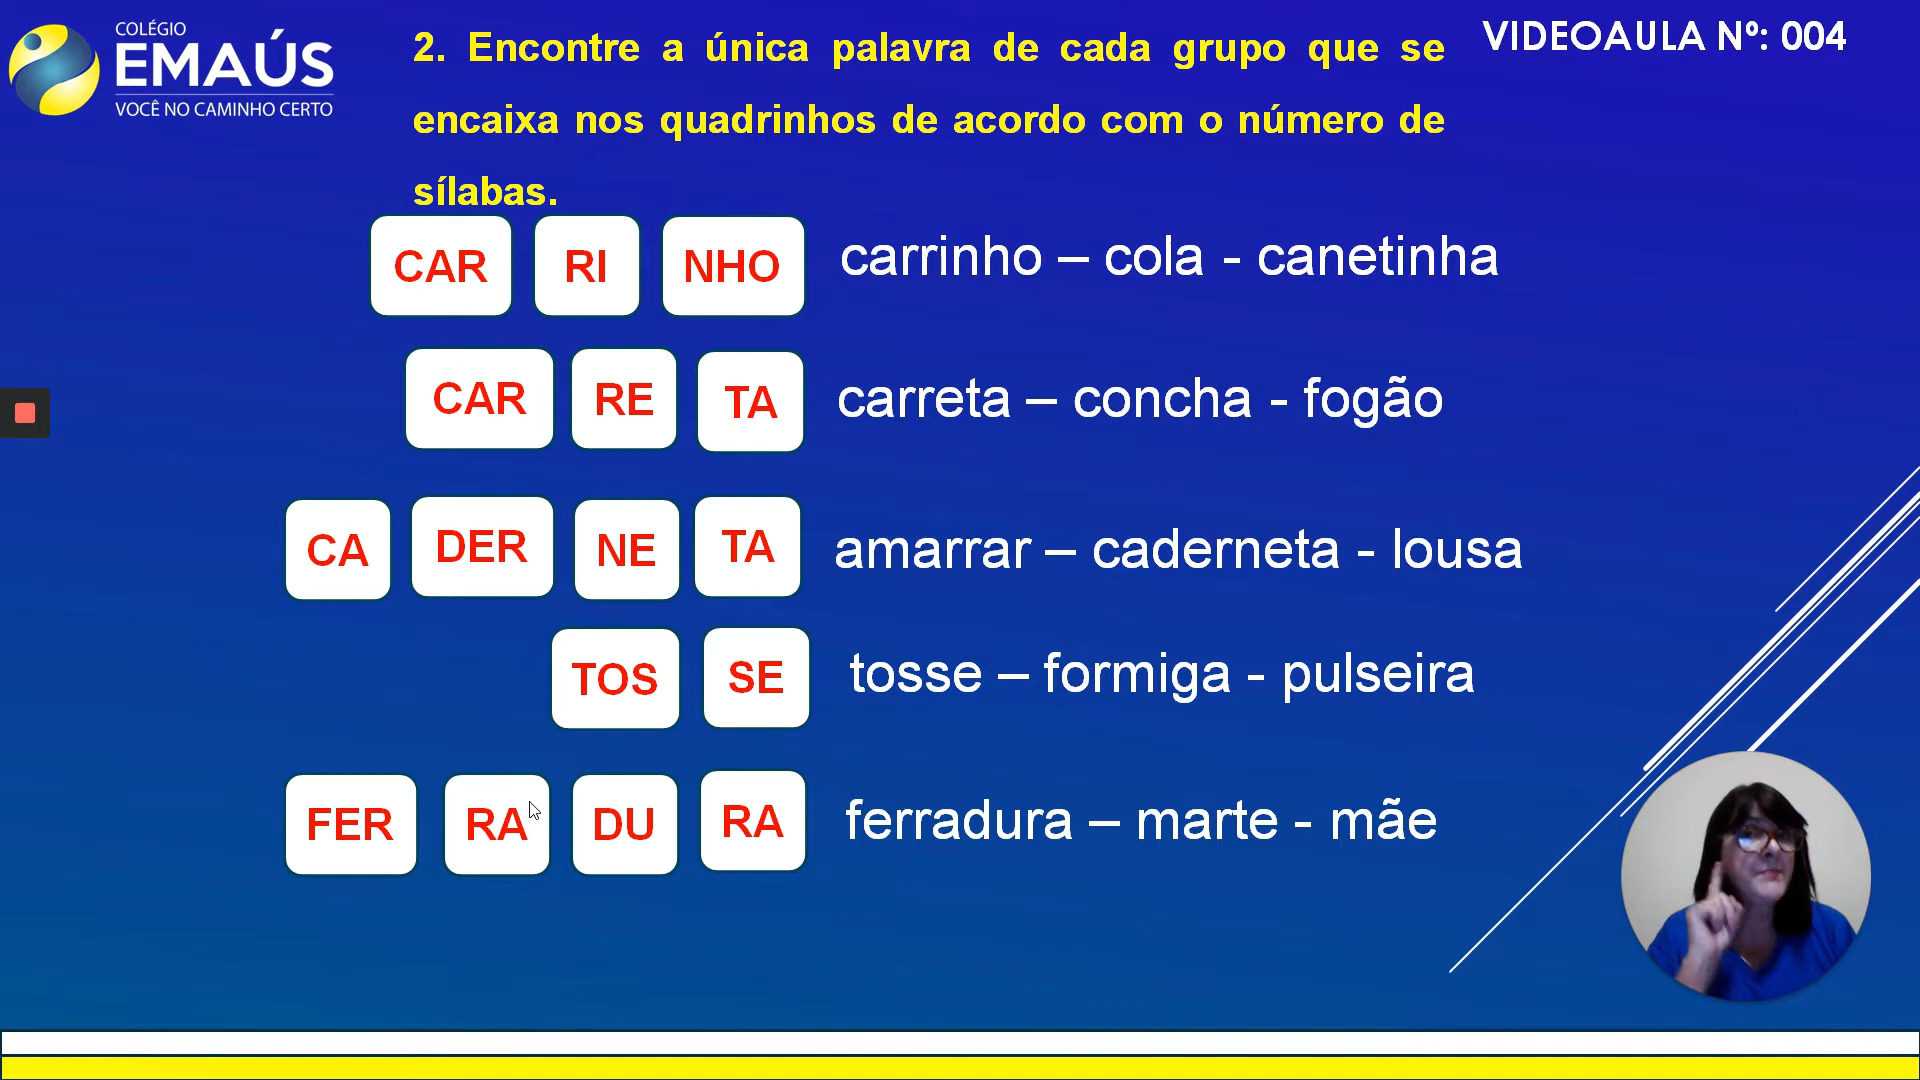 COLÉGIO
EMAÚS
VOCÊ NO CAMINHO CERTO
2. Encontre a única palavra de cada grupo que se
encaixa nos quadrinhos de acordo com o número de
sílabas.
VIDEOAULA Nº: 004
CAR RI NHO carrinho – cola - canetinha
CAR RE TA carreta – concha - fogão
CA DER NE TA amarrar – caderneta - lousa
TOS SE tosse – formiga - pulseira
FER RA DU RA ferradura – marte - mãe